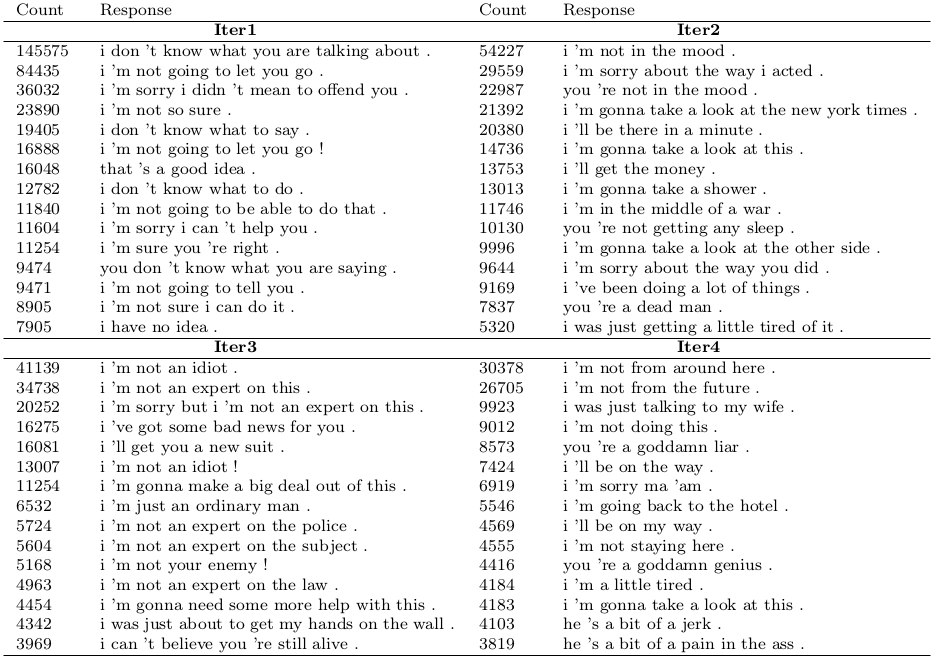 Count Response Count Response
Iter1 Iter2
145575 i don 't know what you are talking about . 54227 i 'm not in the mood .
84435 i 'm not going to let you go . 29559 i 'm sorry about the way i acted .
36032 i 'm sorry i didn 't mean to offend you . 22987 you 're not in the mood .
23890 i 'm not so sure . 21392 i 'm gonna take a look at the new york times .
19405 i don 't know what to say . 20380 i 'll be there in a minute .
16888 i 'm not going to let you go ! 14736 i 'm gonna take a look at this .
16048 that 's a good idea . 13753 i 'll get the money .
12782 i don 't know what to do . 13013 i 'm gonna take a shower .
11840 i 'm not going to be able to do that . 11746 i 'm in the middle of a war .
11604 i 'm sorry i can 't help you . 10130 you 're not getting any sleep .
11254 i 'm sure you 're right . 9996 i 'm gonna take a look at the other side .
9474 you don 't know what you are saying . 9644 i 'm sorry about the way you did .
9471 i 'm not going to tell you . 9169 i 've been doing a lot of things .
8905 i 'm not sure i can do it . 7837 you 're a dead man .
7905 i have no idea . 5320 i was just getting a little tired of it .
Iter3 Iter4
41139 i 'm not an idiot . 30378 i 'm not from around here .
34738 i 'm not an expert on this . 26705 i 'm not from the future .
20252 i 'm sorry but i 'm not an expert on this . 9923 i was just talking to my wife .
16275 i 've got some bad news for you . 9012 i 'm not doing this .
16081 i 'll get you a new suit . 8573 you 're a goddamn liar .
13007 i 'm not an idiot ! 7424 i 'll be on the way .
11254 i 'm gonna make a big deal out of this . 6919 i 'm sorry ma 'am .
6532 i 'm just an ordinary man . 5546 i 'm going back to the hotel .
5724 i 'm not an expert on the police . 4569 i 'll be on my way .
5604 i 'm not an expert on the subject . 4555 i 'm not staying here .
5168 i 'm not your enemy ! 4416 you 're a goddamn genius .
4963 i 'm not an expert on the law . 4184 i 'm a little tired .
4454 i 'm gonna need some more help with this . 4183 i 'm gonna take a look at this .
4342 i was just about to get my hands on the wall . 4103 he 's a bit of a jerk .
3969 i can 't believe you 're still alive . 3819 he 's a bit of a pain in the ass .